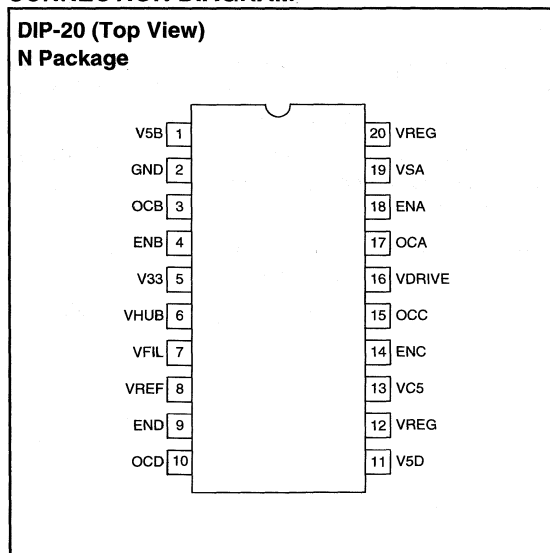 DIP-20 (Top View)
N Package
V5B 1
GND 2
OCB 3
ENB 4
V33 5
VHUB 6
VFIL 7
VREF 8
END 9
OCD 10
20 VREG
19 VSA
18 ENA
17 OCA
16 VDRIVE
15 OCC
14 ENC
13 VC5
12 VREG
11 V5D